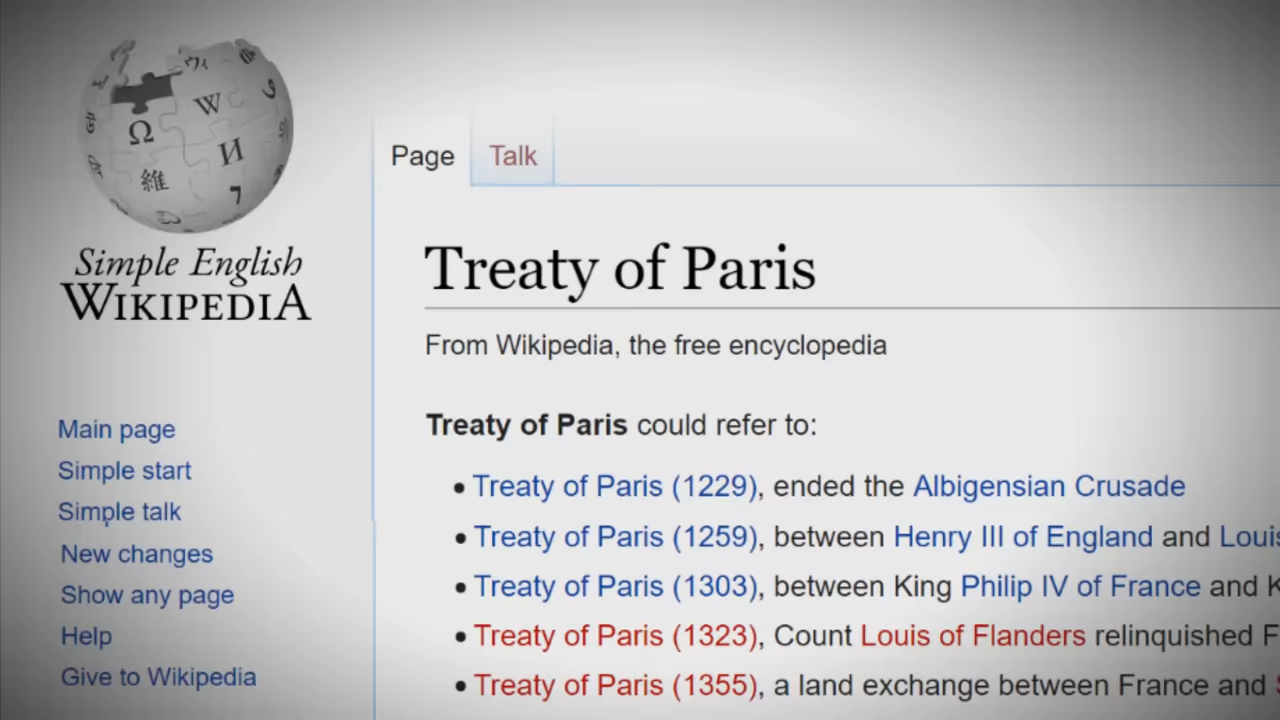 Simple English
WIKIPEDIA
Main page
Simple start
Simple talk
New changes
Show any page
Help
Give to Wikipedia
Page
Talk
Treaty of Paris
From Wikipedia, the free encyclopedia
Treaty of Paris could refer to:
• Treaty of Paris (1229), ended the Albigensian Crusade
• Treaty of Paris (1259), between Henry III of England and Louis
• Treaty of Paris (1303), between King Philip IV of France and K
• Treaty of Paris (1323), Count Louis of Flanders relinquished F
• Treaty of Paris (1355), a land exchange between France and